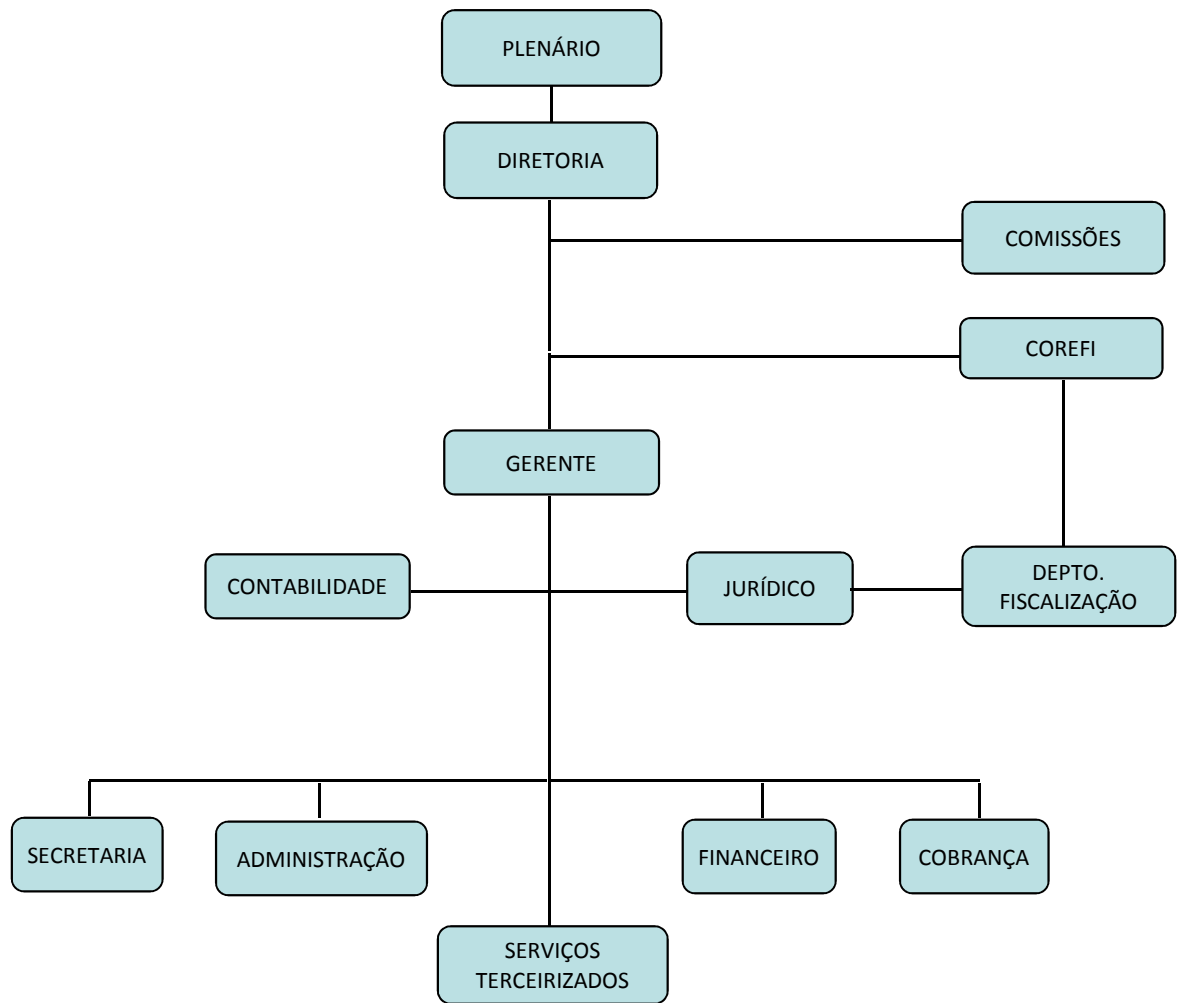 PLENÁRIO
DIRETORIA
COMISSÕES
COREFI
GERENTE
CONTABILIDADE
JURÍDICO
DEPTO.
FISCALIZAÇÃO
SECRETARIA
ADMINISTRAÇÃO
FINANCEIRO
COBRANÇA
SERVIÇOS
TERCEIRIZADOS